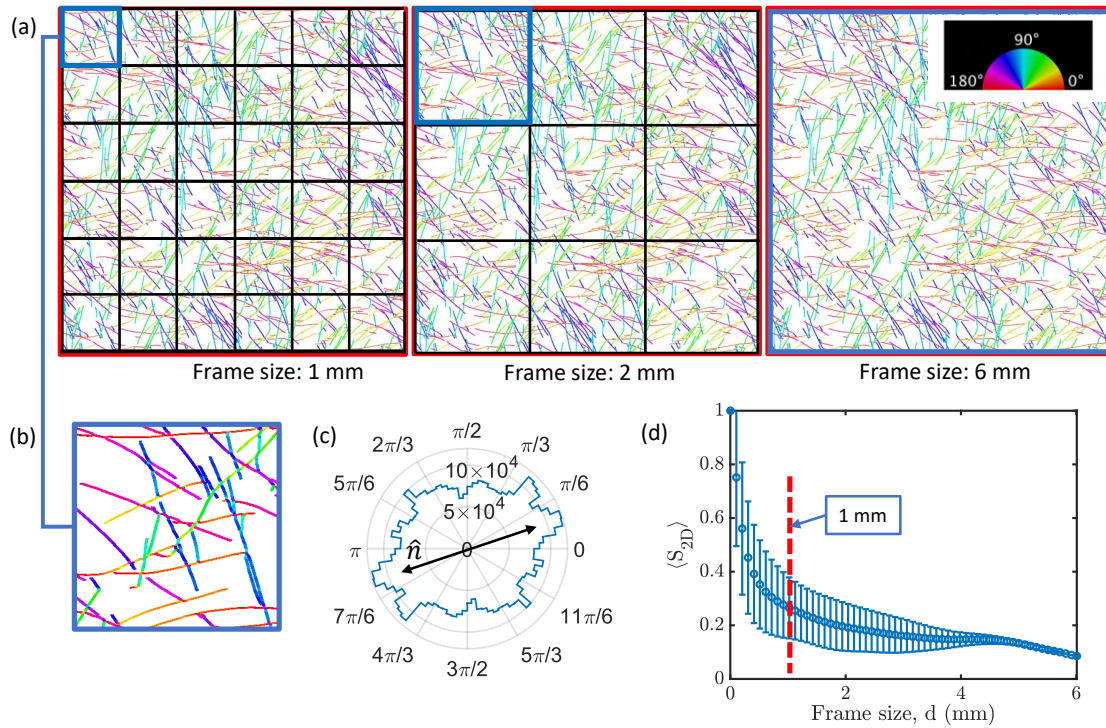 (a)
90°
180°
0°
Frame size: 1 mm
Frame size: 2 mm
Frame size: 6 mm
(b)
(c)
π/2
2π/3
π/3
5π/6
π/6
10×10⁴
5×10⁴
π
n̂
0
0
7π/6
11π/6
4π/3
5π/3
3π/2
(d)
1
0.8
0.6
0.4
0.2
0
⟨S₂D⟩
1 mm
0
2
4
6
Frame size, d (mm)